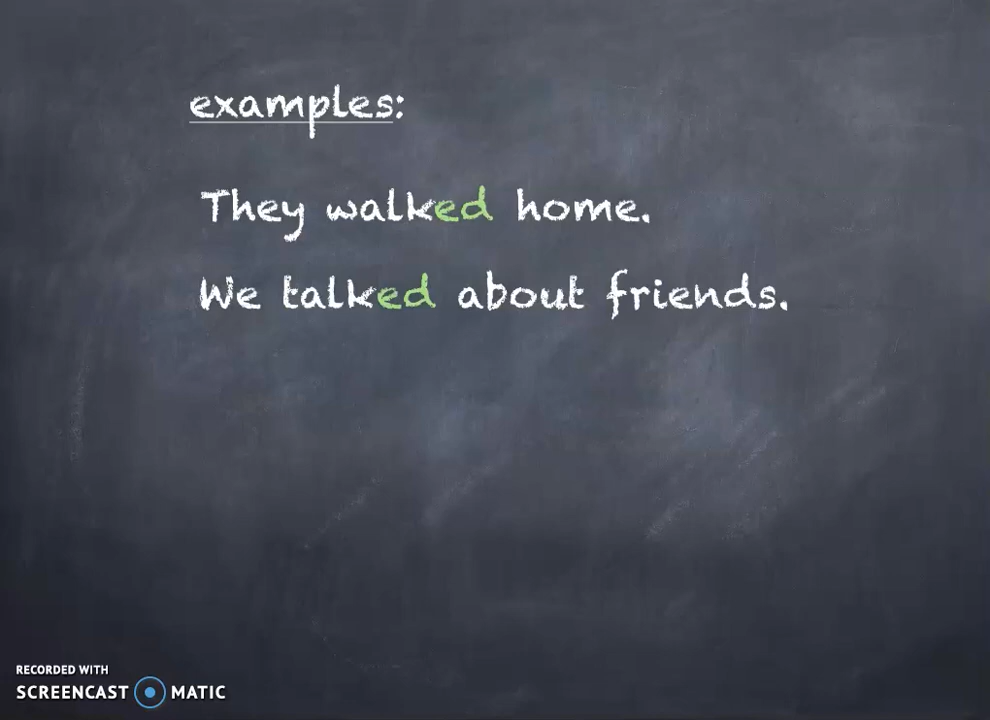 examples:
They walked home.
We talked about friends.
RECORDED WITH
SCREENCAST MATIC